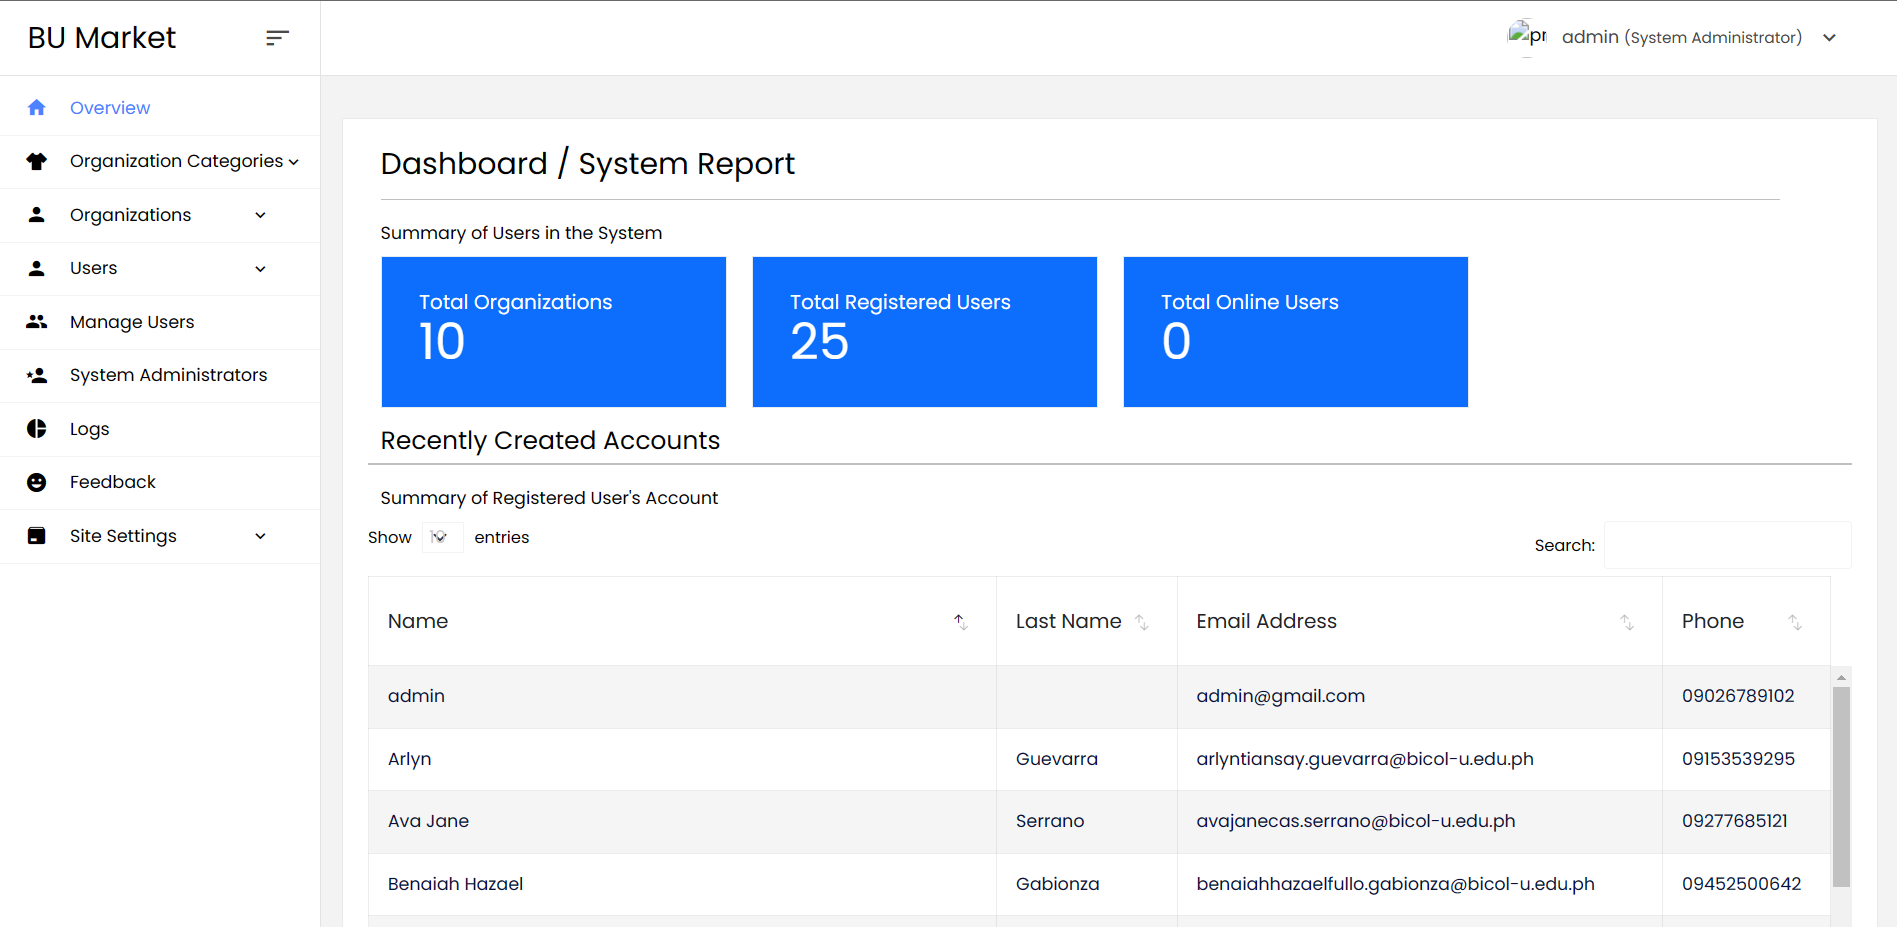 BU Market
pr
admin (System Administrator)
Overview
Organization Categories
Organizations
Users
Manage Users
System Administrators
Logs
Feedback
Site Settings
Dashboard / System Report
Summary of Users in the System
Total Organizations
10
Total Registered Users
25
Total Online Users
0
Recently Created Accounts
Summary of Registered User's Account
Show 10 entries
Search:
Name Last Name Email Address Phone
admin admin@gmail.com 09026789102
Arlyn Guevarra arlyntiansay.guevarra@bicol-u.edu.ph 09153539295
Ava Jane Serrano avajanecas.serrano@bicol-u.edu.ph 09277685121
Benaiah Hazael Gabionza benaiahhazaelfullo.gabionza@bicol-u.edu.ph 09452500642